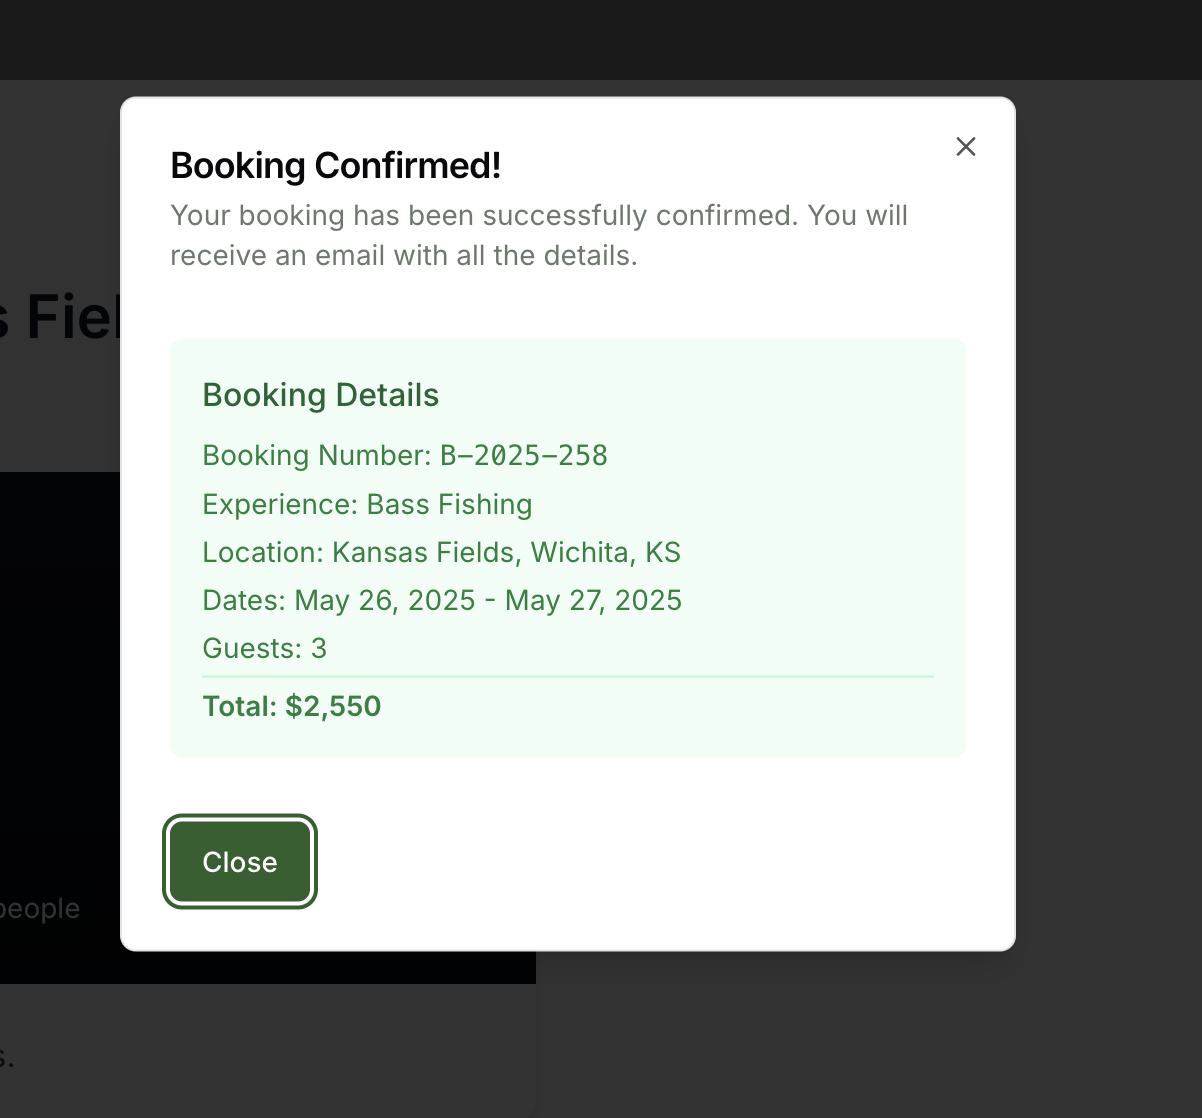 Booking Confirmed!
Your booking has been successfully confirmed. You will
receive an email with all the details.
Booking Details
Booking Number: B–2025–258
Experience: Bass Fishing
Location: Kansas Fields, Wichita, KS
Dates: May 26, 2025 - May 27, 2025
Guests: 3
Total: $2,550
Close
people